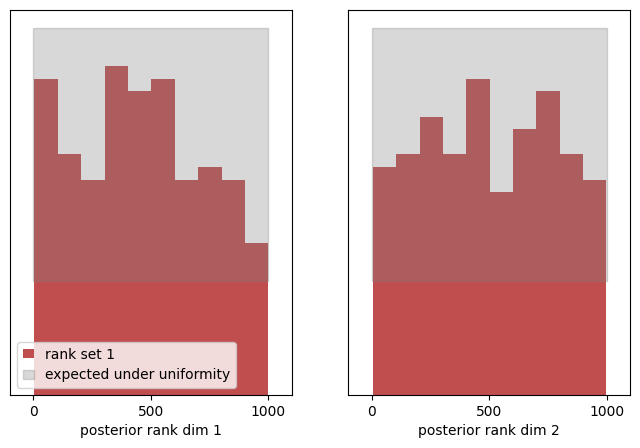 rank set 1
expected under uniformity
0
500
1000
posterior rank dim 1
0
500
1000
posterior rank dim 2